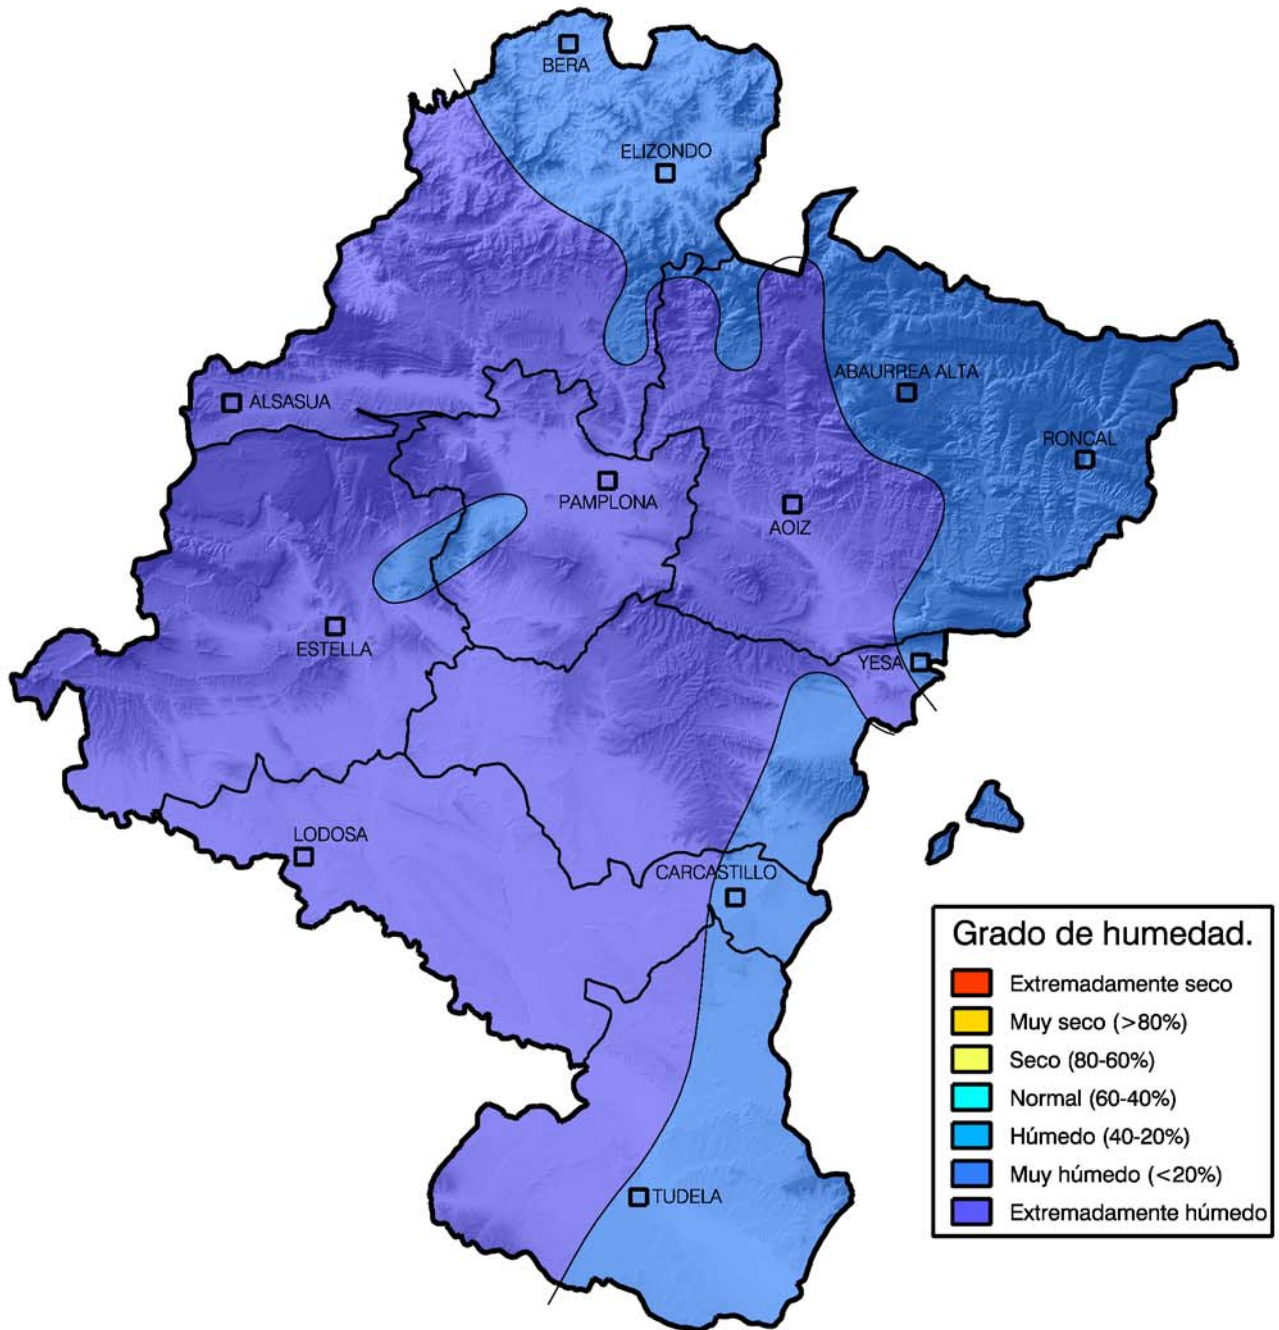 BERA
ELIZONDO
ABAURREA ALTA
ALSASUA
RONCAL
PAMPLONA
AOIZ
ESTELLA
YESA
LODOSA
CARCASTILLO
TUDELA
Grado de humedad.
Extremadamente seco
Muy seco (>80%)
Seco (80-60%)
Normal (60-40%)
Húmedo (40-20%)
Muy húmedo (<20%)
Extremadamente húmedo